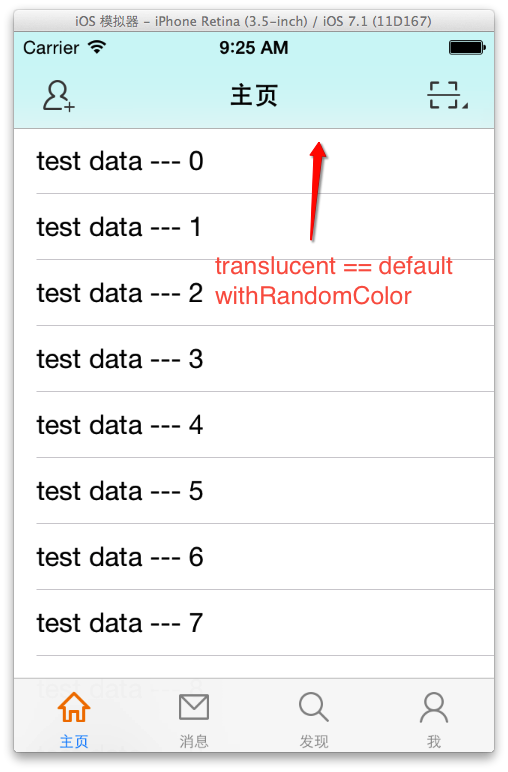 iOS 模拟器 - iPhone Retina (3.5-inch) / iOS 7.1 (11D167)
Carrier 9:25 AM
主页
test data --- 0
test data --- 1
translucent == default
withRandomColor
test data --- 2
test data --- 3
test data --- 4
test data --- 5
test data --- 6
test data --- 7
主页 消息 发现 我